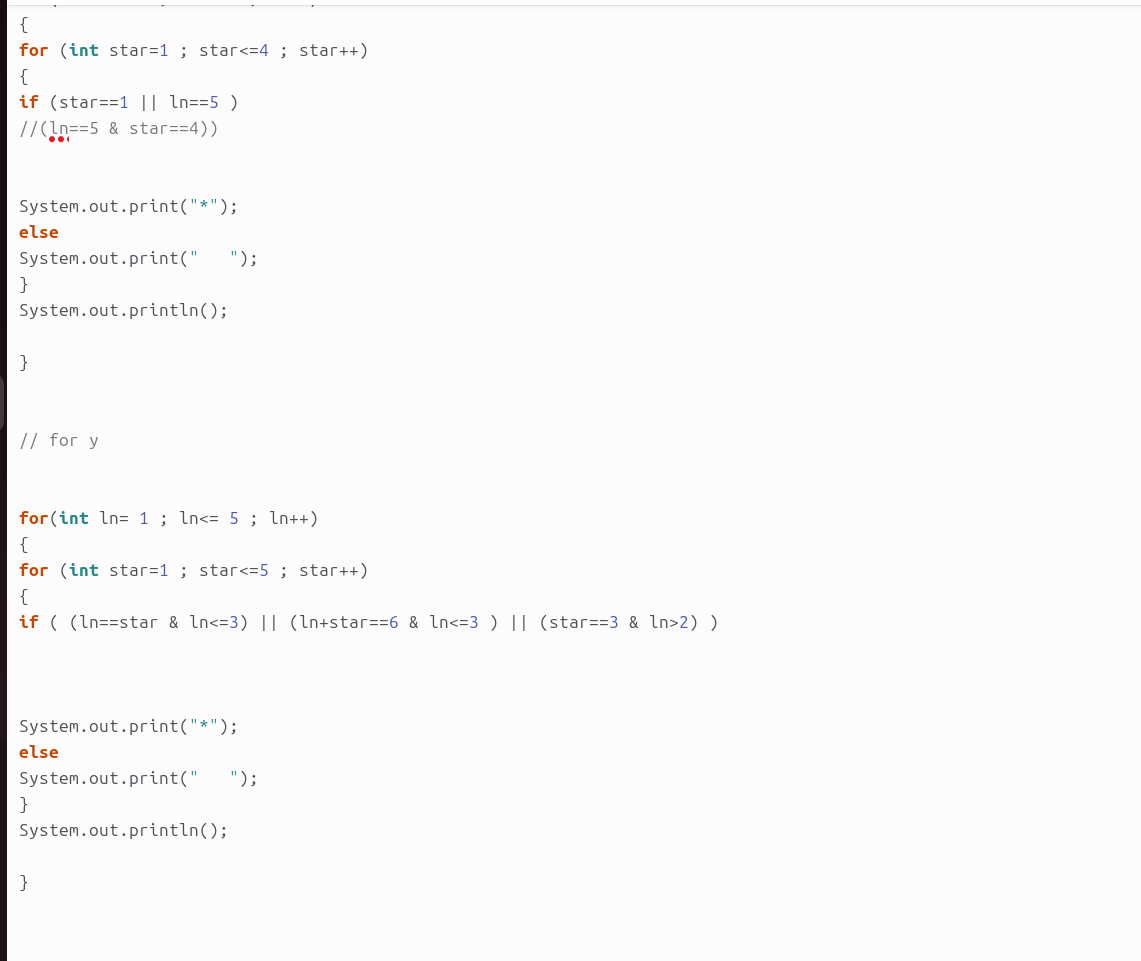 {
for (int star=1 ; star<=4 ; star++)
{
if (star==1 || ln==5 )
//(ln==5 & star==4))
System.out.print("*");
else
System.out.print("   ");
}
System.out.println();
}
// for y
for(int ln= 1 ; ln<= 5 ; ln++)
{
for (int star=1 ; star<=5 ; star++)
{
if ( (ln==star & ln<=3) || (ln+star==6 & ln<=3 ) || (star==3 & ln>2) )
System.out.print("*");
else
System.out.print("   ");
}
System.out.println();
}